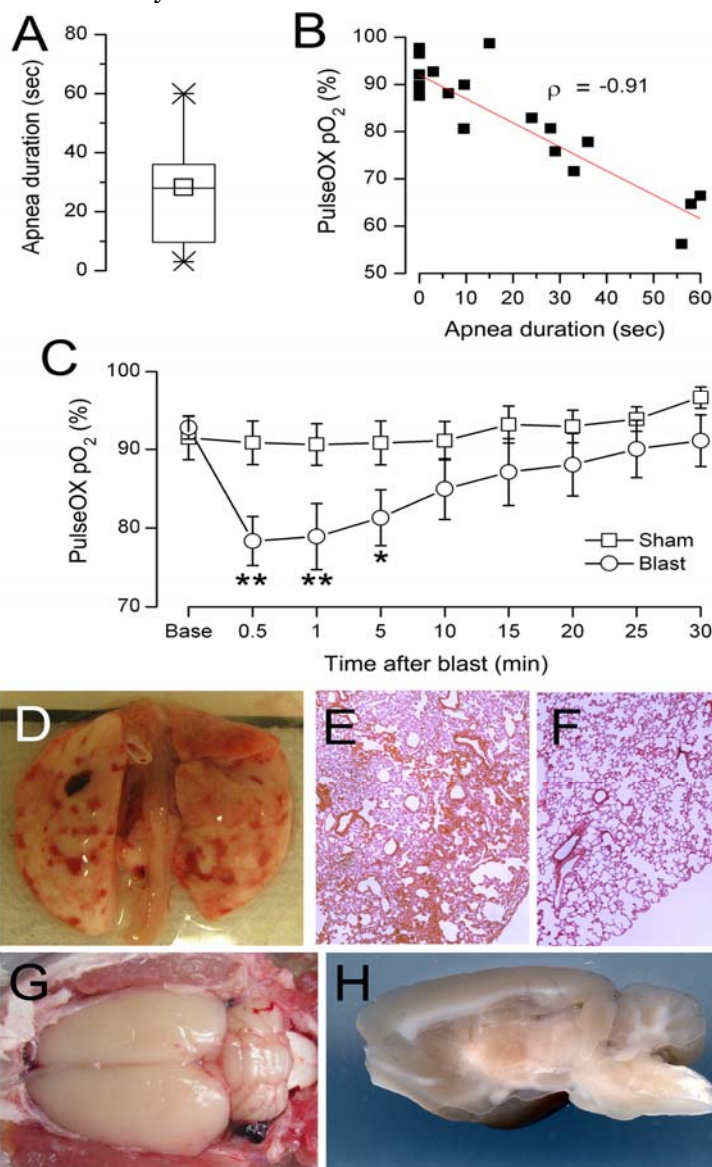 A
B
80
60
40
20
0
Apnea duration (sec)
100
90
80
70
60
50
PulseOX pO2 (%)
ρ = -0.91
0 10 20 30 40 50 60
Apnea duration (sec)
C
100
90
80
70
PulseOX pO2 (%)
** ** *
Sham
Blast
Base 0.5 1 5 10 15 20 25 30
Time after blast (min)
D
E
F
G
H